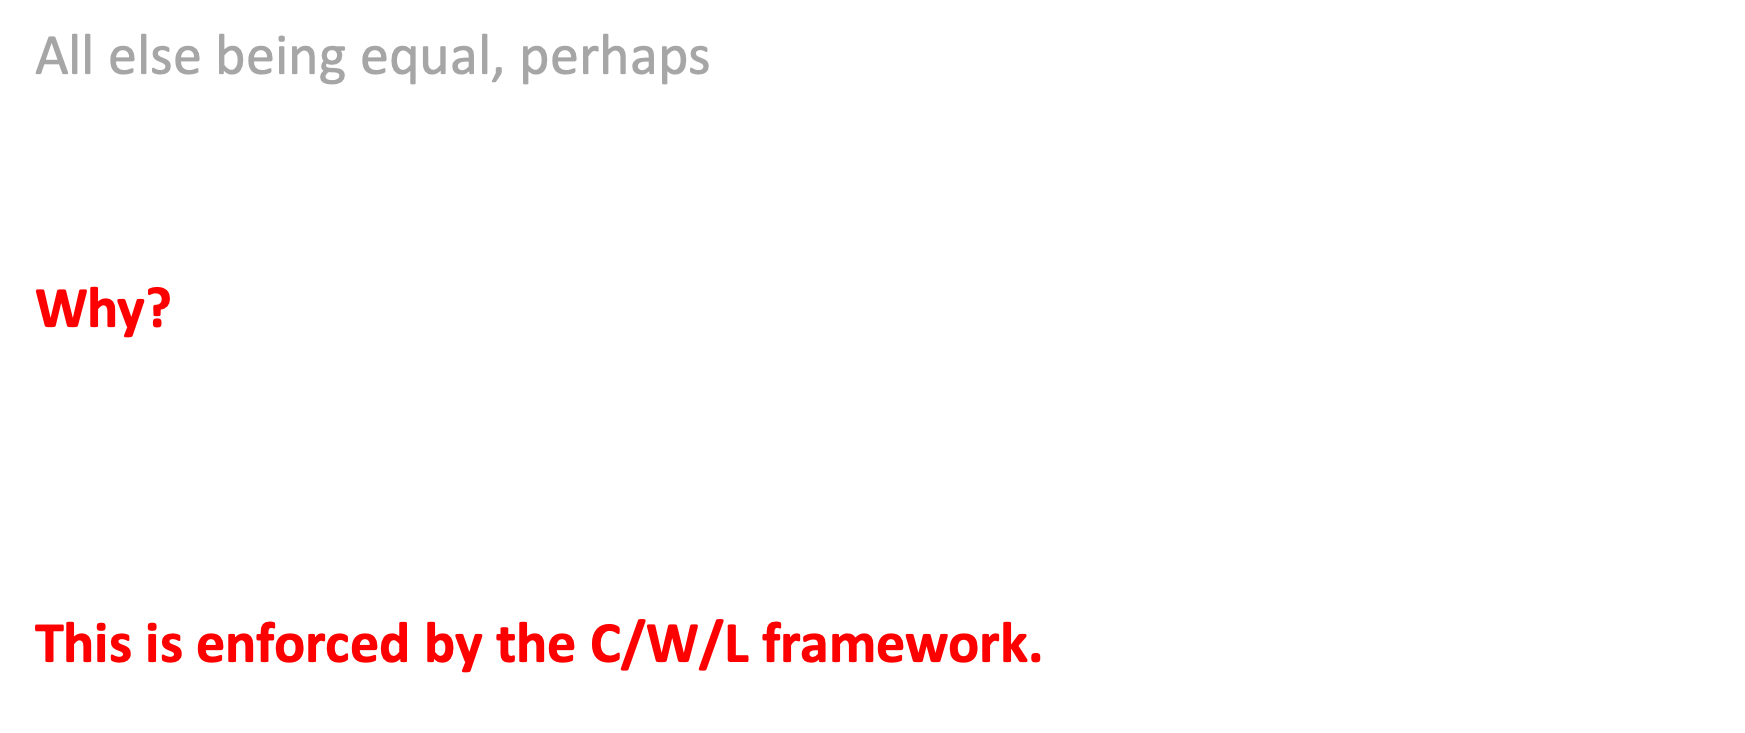 All else being equal, perhaps
Why?
This is enforced by the C/W/L framework.